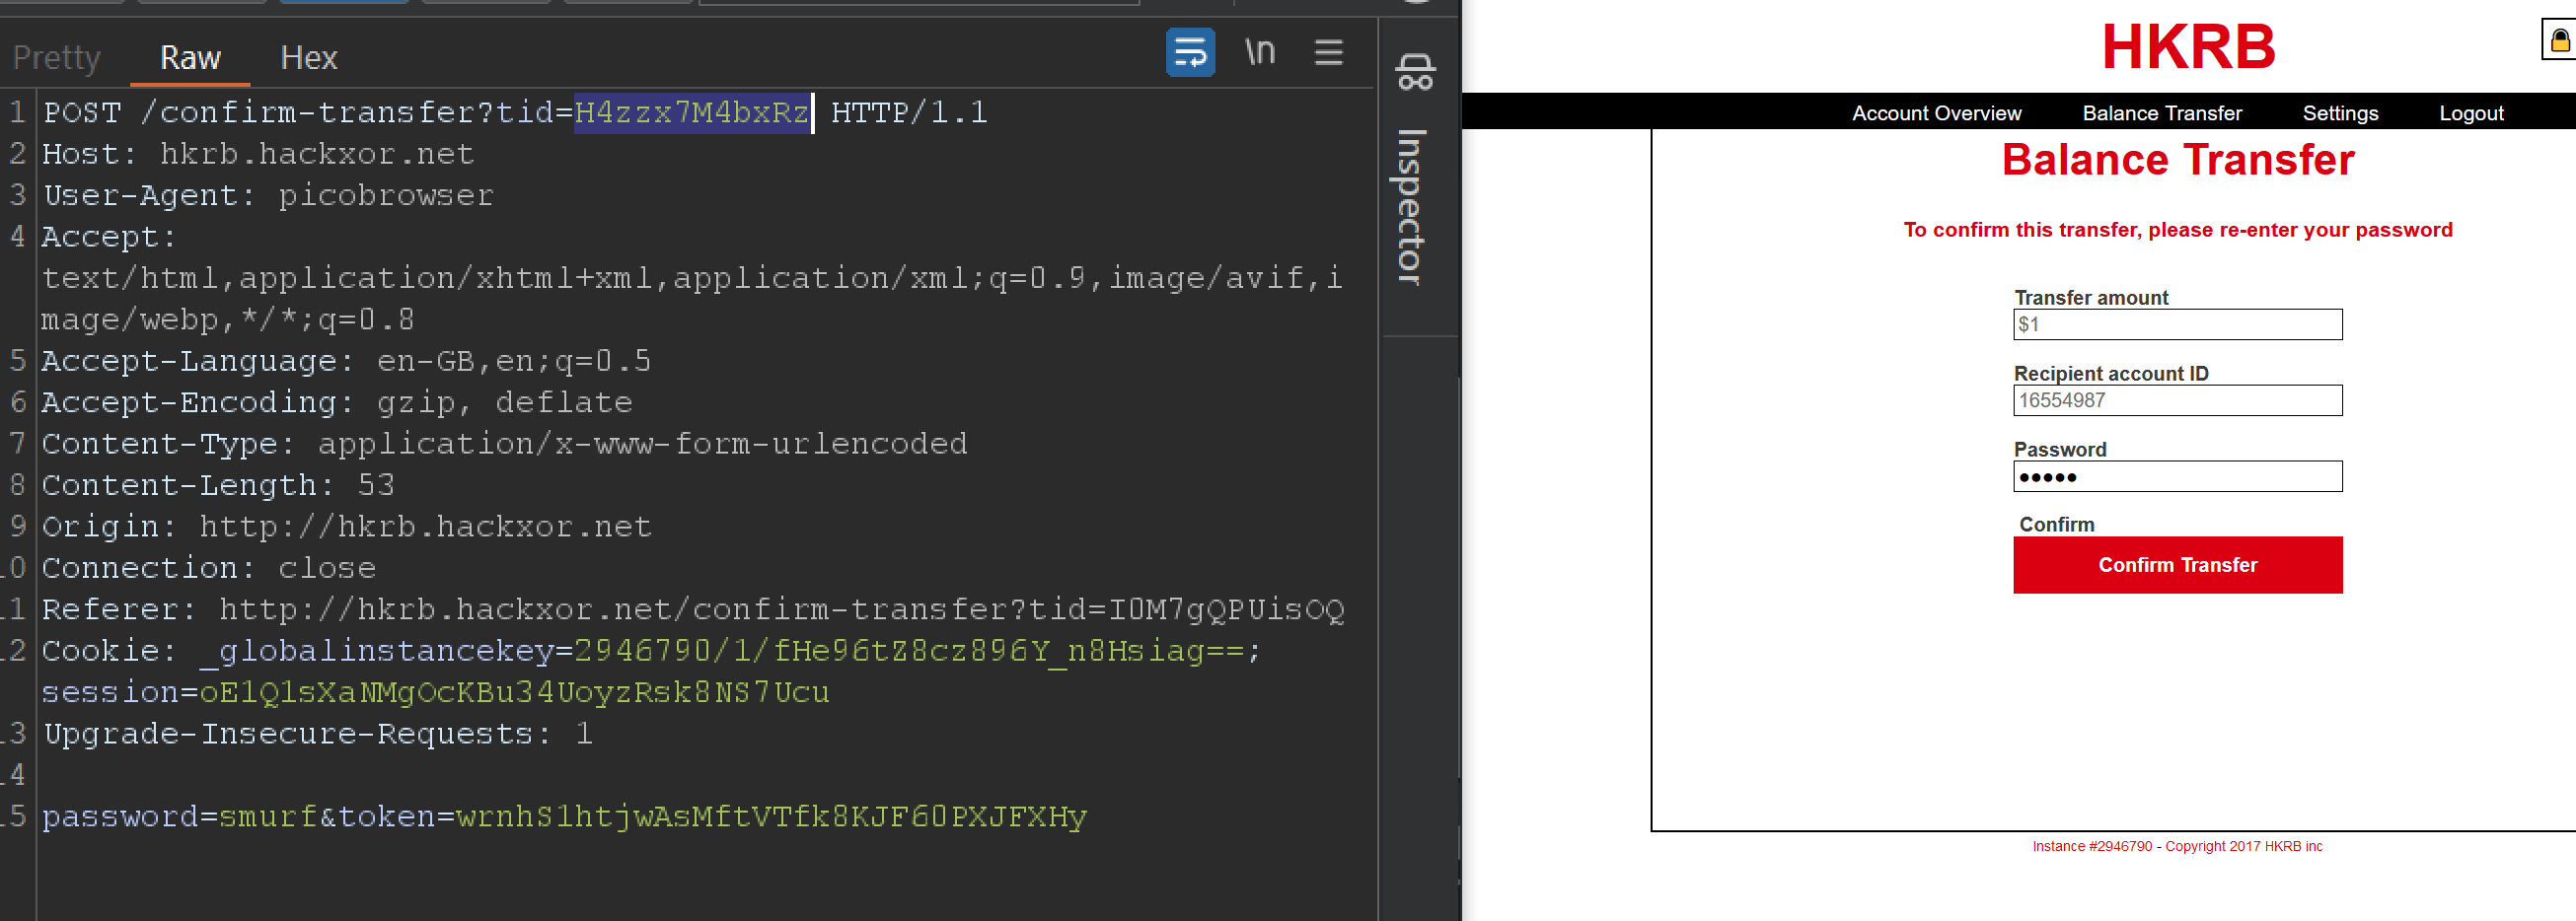 Pretty Raw Hex \n
1 POST /confirm-transfer?tid=H4zzx7M4bxRz HTTP/1.1
2 Host: hkrb.hackxor.net
3 User-Agent: picobrowser
4 Accept:
text/html,application/xhtml+xml,application/xml;q=0.9,image/avif,i
mage/webp,*/*;q=0.8
5 Accept-Language: en-GB,en;q=0.5
6 Accept-Encoding: gzip, deflate
7 Content-Type: application/x-www-form-urlencoded
8 Content-Length: 53
9 Origin: http://hkrb.hackxor.net
10 Connection: close
11 Referer: http://hkrb.hackxor.net/confirm-transfer?tid=I0M7gQPUisOQ
12 Cookie: _globalinstancekey=2946790/1/fHe96tZ8cz896Y_n8Hsiag==;
session=oE1Q1sXaNMgOcKBu34UoyzRsk8NS7Ucu
13 Upgrade-Insecure-Requests: 1
14
15 password=smurf&token=wrnhS1htjwAsMftVTfk8KJF60PXJFXHy
Inspector
HKRB
Account Overview Balance Transfer Settings Logout
Balance Transfer
To confirm this transfer, please re-enter your password
Transfer amount
$1
Recipient account ID
16554987
Password
•••••
Confirm
Confirm Transfer
Instance #2946790 - Copyright 2017 HKRB inc